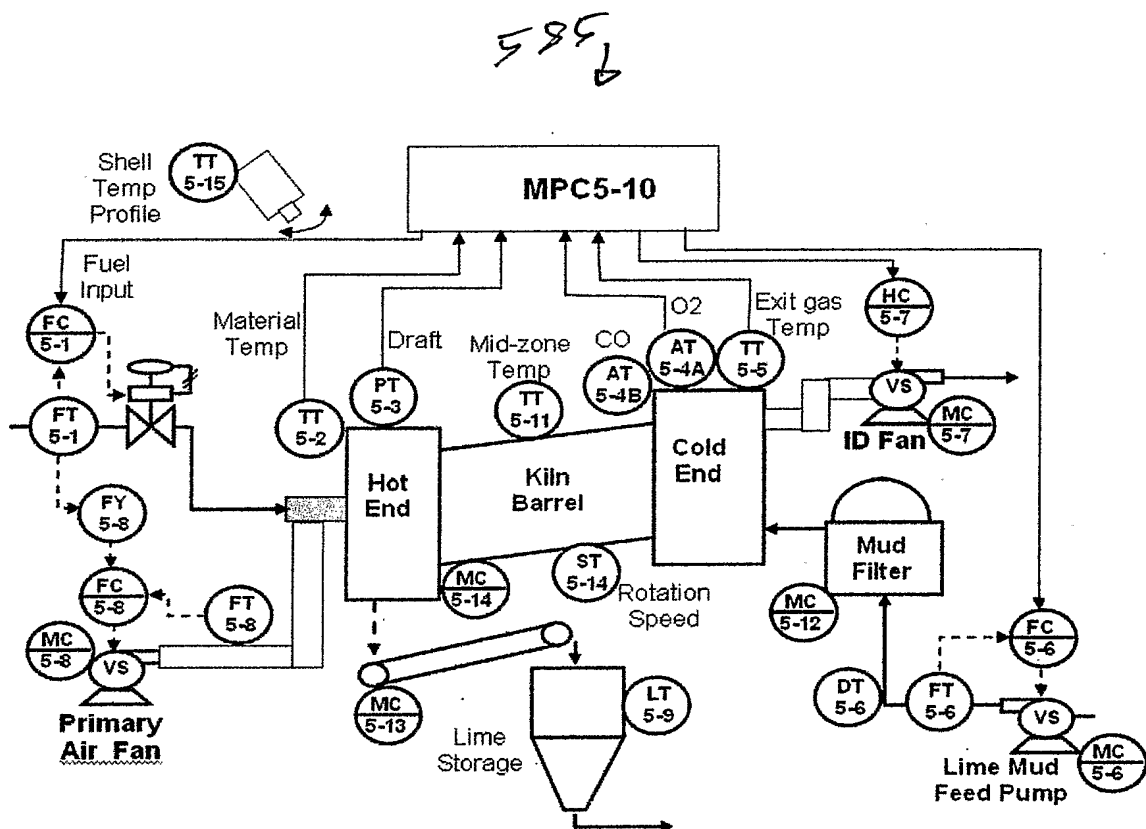 585
MPC5-10
Shell
Temp
Profile
TT
5-15
Fuel
Input
FC
5-1
FT
5-1
Material
Temp
Draft
Mid-zone
Temp
CO
O2
Exit gas
Temp
HC
5-7
TT
5-2
PT
5-3
TT
5-11
AT
5-4B
AT
5-4A
TT
5-5
VS
MC
5-7
ID Fan
FY
5-8
Hot
End
Kiln
Barrel
Cold
End
FC
5-8
FT
5-8
MC
5-14
ST
5-14
Rotation
Speed
Mud
Filter
MC
5-12
MC
5-8
VS
Primary
Air Fan
MC
5-13
Lime
Storage
LT
5-9
DT
5-6
FT
5-6
FC
5-6
VS
MC
5-6
Lime Mud
Feed Pump